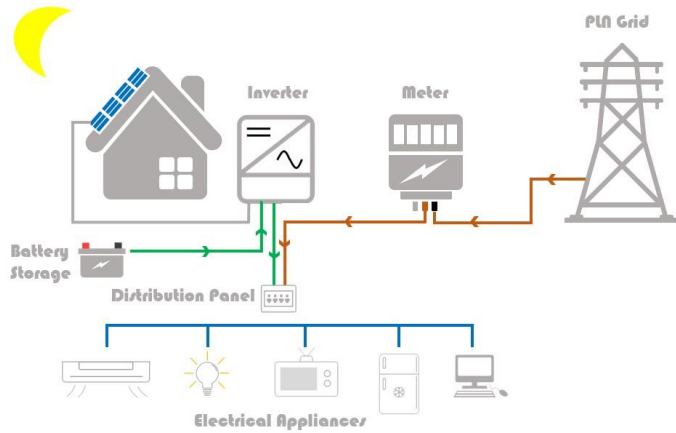 PLN Grid
Inverter
Meter
Battery
Storage
Distribution Panel
Electrical Appliances